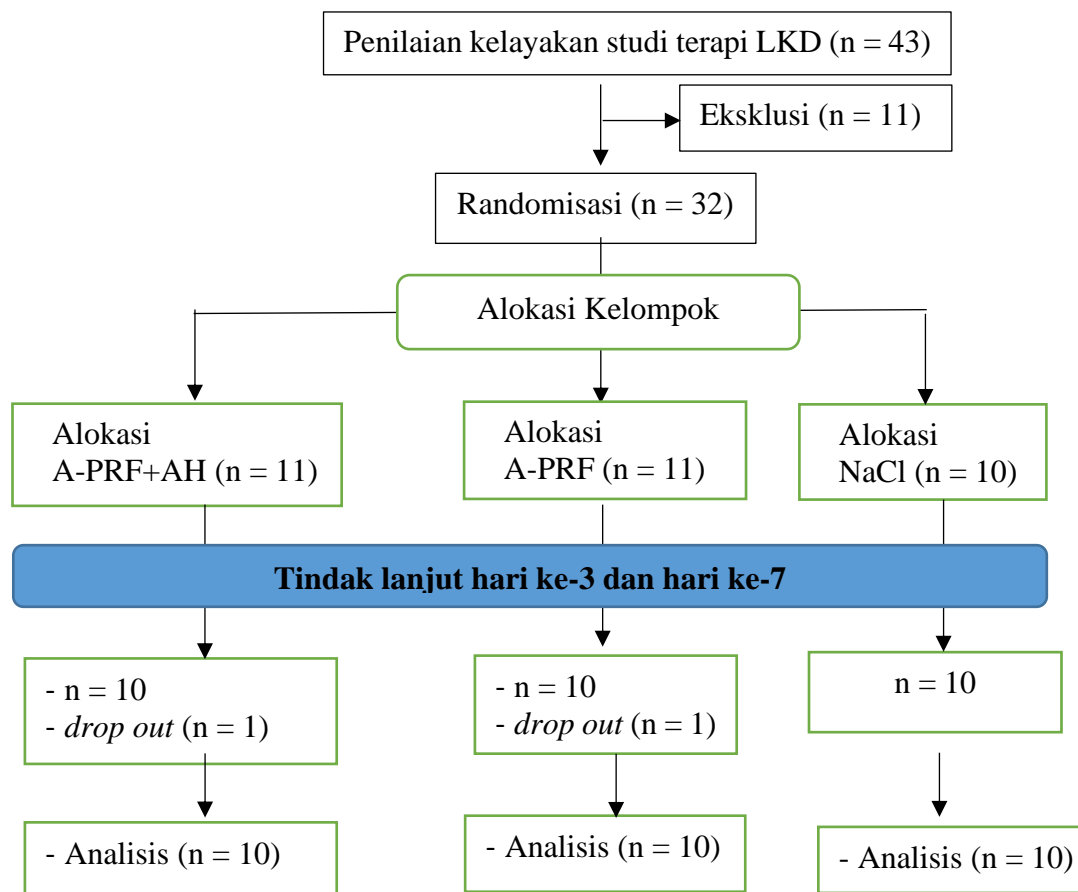 Penilaian kelayakan studi terapi LKD (n = 43)
Eksklusi (n = 11)
Randomisasi (n = 32)
Alokasi Kelompok
Alokasi
A-PRF+AH (n = 11)
Alokasi
A-PRF (n = 11)
Alokasi
NaCl (n = 10)
Tindak lanjut hari ke-3 dan hari ke-7
- n = 10
- drop out (n = 1)
- n = 10
- drop out (n = 1)
n = 10
- Analisis (n = 10)
- Analisis (n = 10)
- Analisis (n = 10)